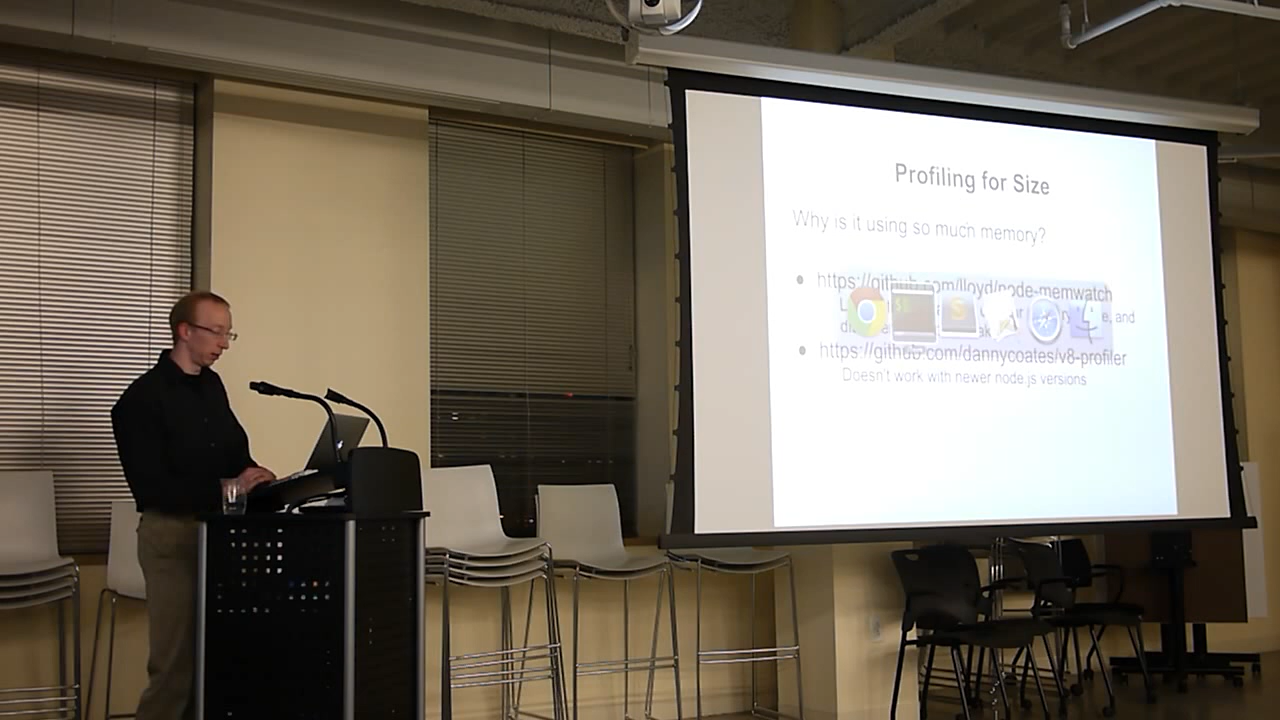 Profiling for Size
Why is it using so much memory?
https://github.com/lloyd/node-memwatch
and
https://github.com/dannycoates/v8-profiler
Doesn't work with newer node.js versions